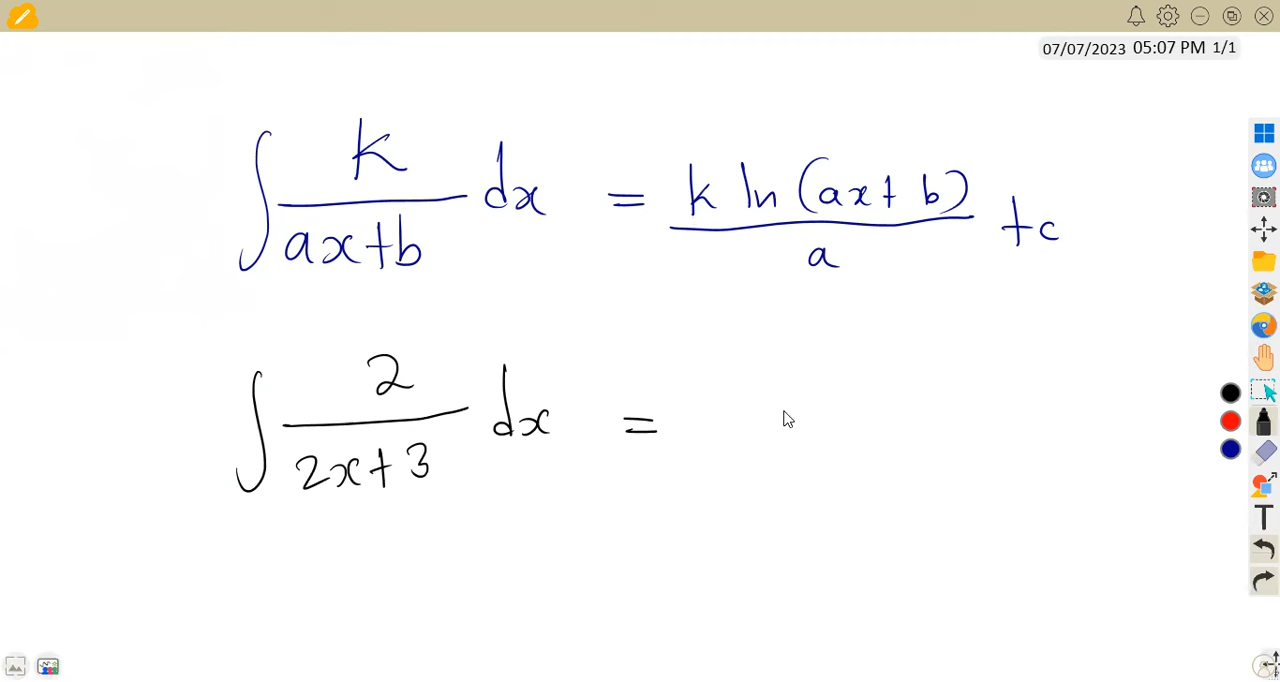 07/07/2023 05:07 PM 1/1
∫ k/(ax+b) dx = k ln(ax+b)/a + c
∫ 2/(2x+3) dx =
T